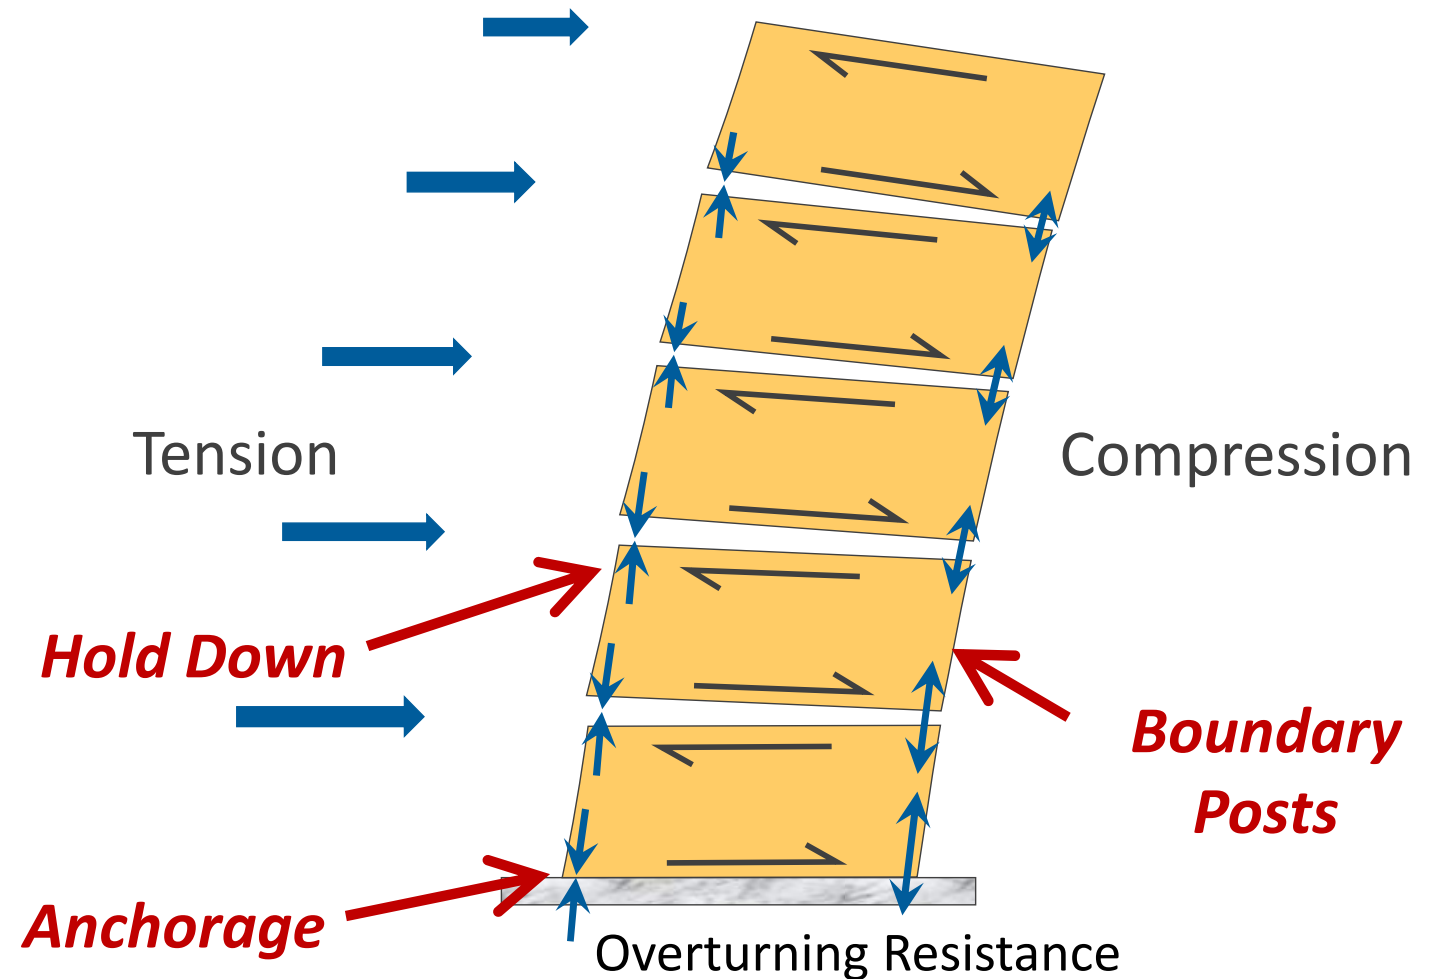 Tension
Compression
Hold Down
Boundary
Posts
Anchorage
Overturning Resistance